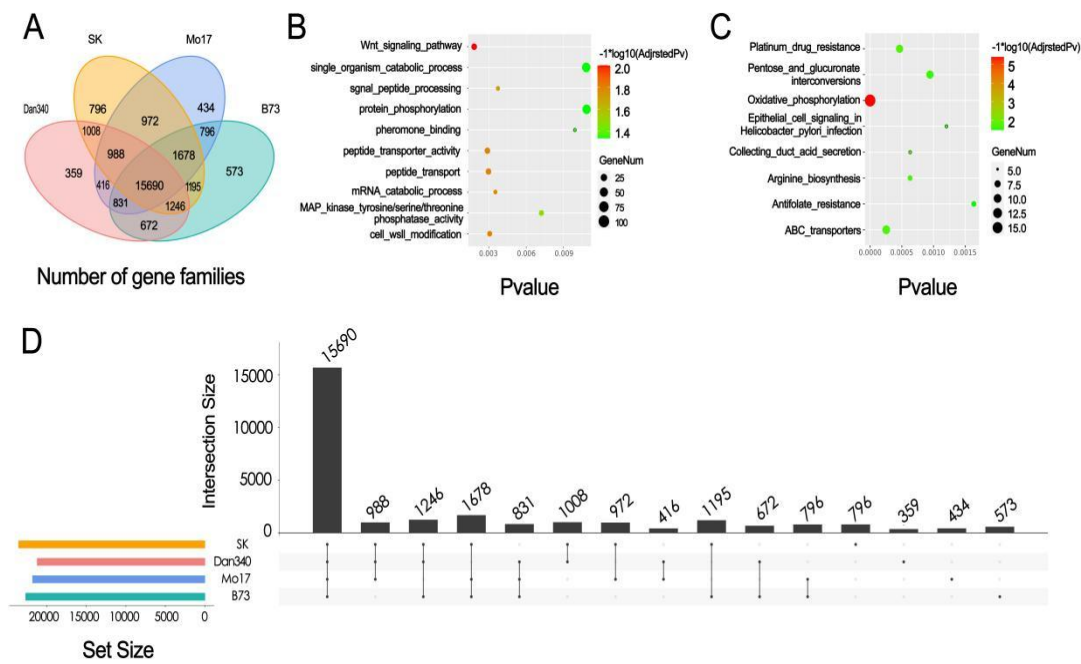 A
SK
Mo17
Dan340
B73
796
434
1008
972
796
988
1678
359
573
416
15690
1195
831
1246
672
Number of gene families
B
Wnt_signaling_pathway
single_organism_catabolic_process
sgnal_peptide_processing
protein_phosphorylation
pheromone_binding
peptide_transporter_activity
peptide_transport
mRNA_catabolic_process
MAP_kinase_tyrosine/serine/threonine
phosphatase_activity
cell_wsll_modification
0.003
0.006
0.009
Pvalue
-1*log10(AdjrstedPv)
2.0
1.8
1.6
1.4
GeneNum
25
50
75
100
C
Platinum_drug_resistance
Pentose_and_glucuronate
interconversions
Oxidative_phosphorylation
Epithelial_cell_signaling_in
Helicobacter_pylori_infection
Collecting_duct_acid_secretion
Arginine_biosynthesis
Antifolate_resistance
ABC_transporters
0.0000
0.0005
0.0010
0.0015
Pvalue
-1*log10(AdjrstedPv)
5
4
3
2
GeneNum
5.0
7.5
10.0
12.5
15.0
D
Intersection Size
15000
10000
5000
0
15690
988
1246
1678
831
1008
972
416
1195
672
796
796
359
434
573
SK
Dan340
Mo17
B73
20000
15000
10000
5000
0
Set Size